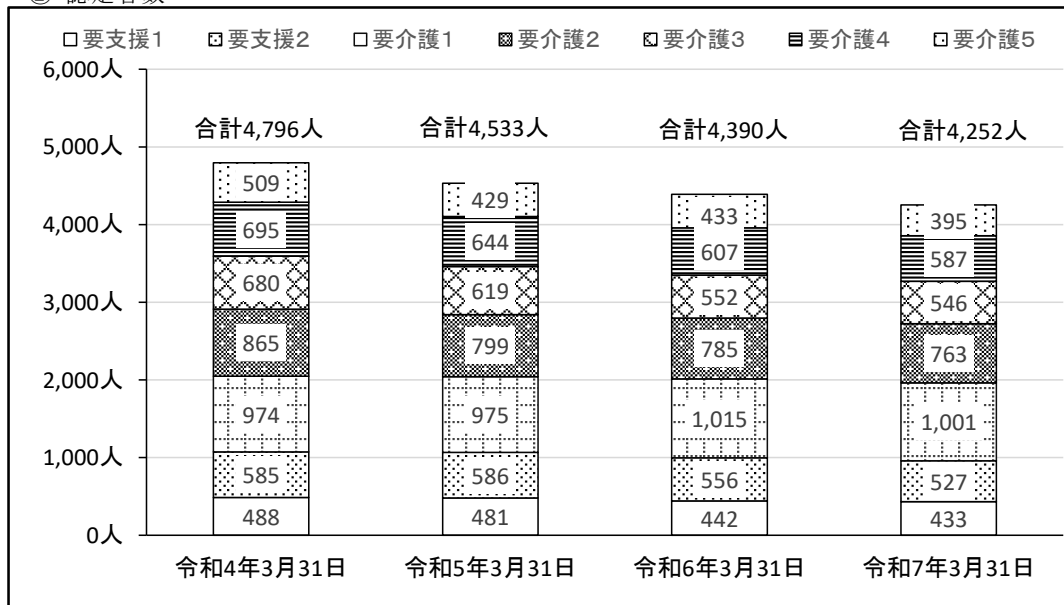 ② 認定者数
□要支援1 □要支援2 □要介護1 ■要介護2 □要介護3 ■要介護4 □要介護5
6,000人
合計4,796人 合計4,533人 合計4,390人 合計4,252人
5,000人
509 429 433 395
4,000人
695 644 607 587
680 619 552 546
3,000人
865 799 785 763
2,000人
974 975 1,015 1,001
1,000人
585 586 556 527
488 481 442 433
0人
令和4年3月31日 令和5年3月31日 令和6年3月31日 令和7年3月31日